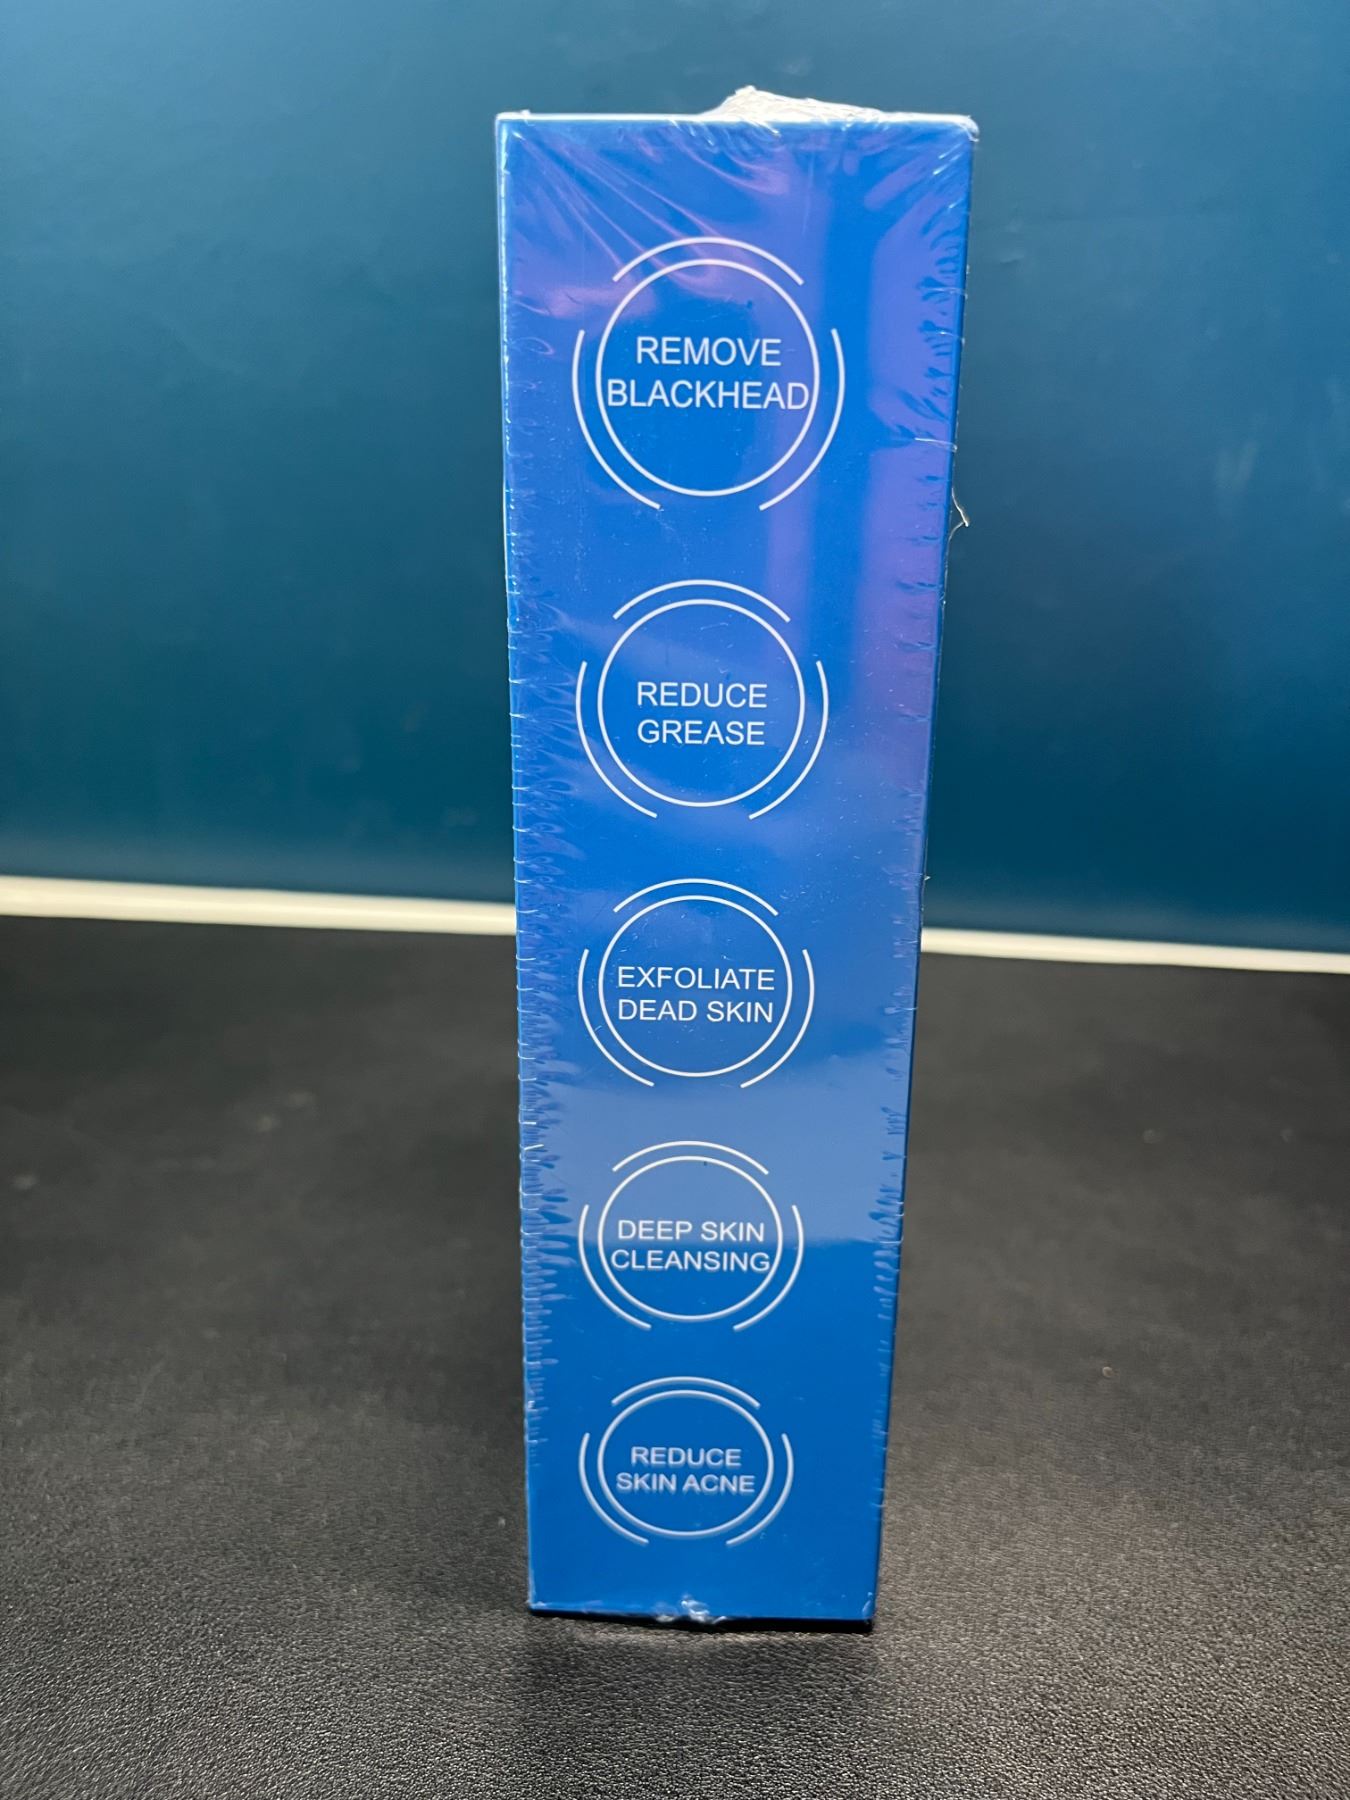 REMOVE
BLACKHEAD
REDUCE
GREASE
EXFOLIATE
DEAD SKIN
DEEP SKIN
CLEANSING
REDUCE
SKIN ACNE